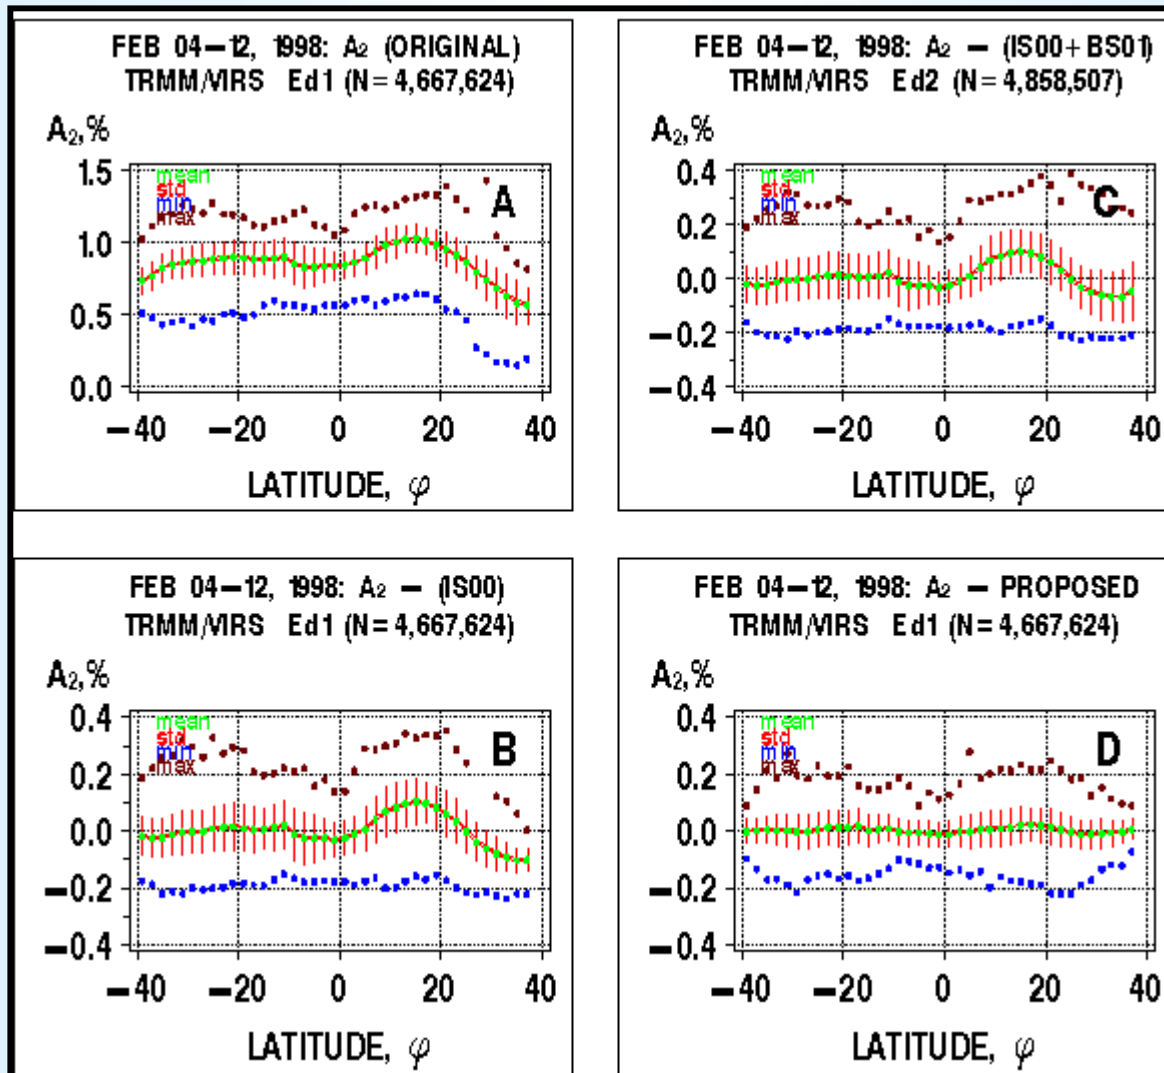 FEB 04—12, 1998: A₂ (ORIGINAL)
TRMM/VIRS Ed1 (N=4,667,624)
A₂,%
1.5
1.0
0.5
0.0
mean
std
min
max
A
—40
—20
0
20
40
LATITUDE, φ
FEB 04—12, 1998: A₂ — (IS00+BS01)
TRMM/VIRS Ed2 (N=4,858,507)
A₂,%
0.4
0.2
0.0
—0.2
—0.4
mean
std
min
max
C
—40
—20
0
20
40
LATITUDE, φ
FEB 04—12, 1998: A₂ — (IS00)
TRMM/VIRS Ed1 (N=4,667,624)
A₂,%
0.4
0.2
0.0
—0.2
—0.4
mean
std
min
max
B
—40
—20
0
20
40
LATITUDE, φ
FEB 04—12, 1998: A₂ — PROPOSED
TRMM/VIRS Ed1 (N=4,667,624)
A₂,%
0.4
0.2
0.0
—0.2
—0.4
mean
std
min
max
D
—40
—20
0
20
40
LATITUDE, φ